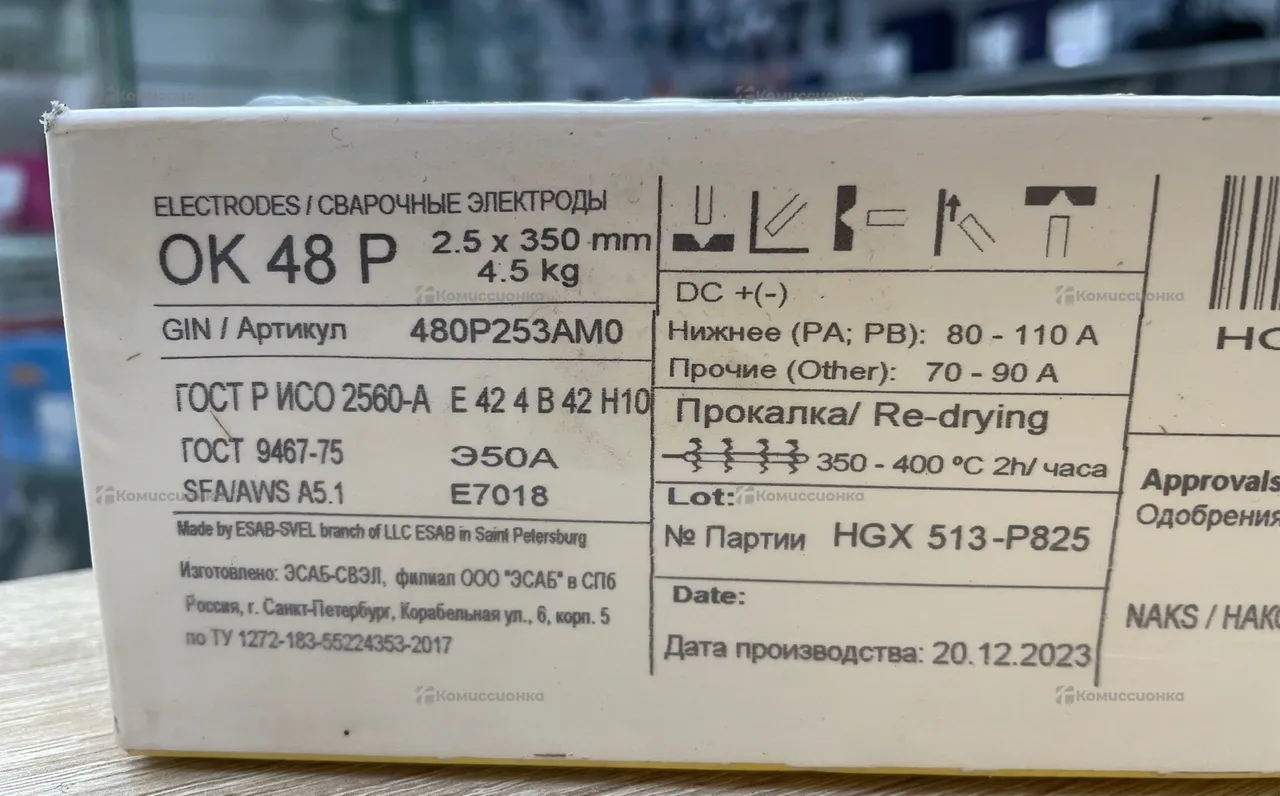 ELECTRODES / СВАРОЧНЫЕ ЭЛЕКТРОДЫ
OK 48 P 2.5 x 350 mm
4.5 kg
GIN / Артикул 480P253AM0
ГОСТ Р ИСО 2560-A E 42 4 B 42 H10
ГОСТ 9467-75 Э50А
SFA/AWS A5.1 E7018
Made by ESAB-SVEL branch of LLC ESAB in Saint Petersburg
Изготовлено: ЭСАБ-СВЭЛ, филиал ООО "ЭСАБ" в СПб
Россия, г. Санкт-Петербург, Корабельная ул., 6, корп. 5
по ТУ 1272-183-55224353-2017
DC +(-)
Нижнее (PA; PB): 80 - 110 A
Прочие (Other): 70 - 90 A
Прокалка/ Re-drying
350 - 400 ºC 2h/ часа
Lot:
№ Партии HGX 513-P825
Date:
Дата производства: 20.12.2023
Approvals
Одобрения
NAKS / НАК
Комиссионка
Комиссионка
Комиссионка
Комиссионка
Комиссионка
Комиссионка
Комиссионка